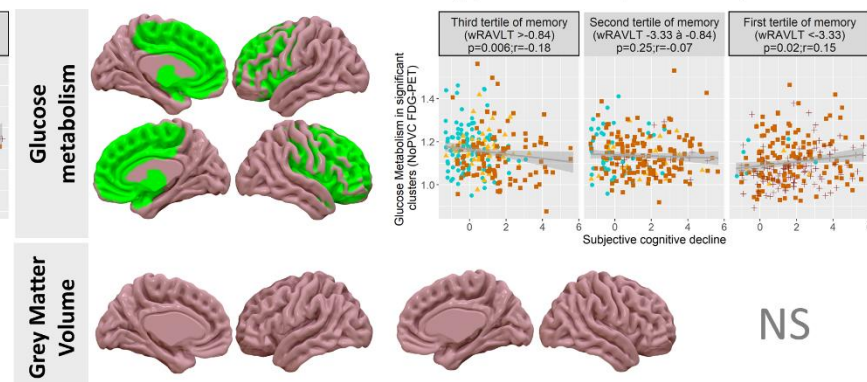 Glucose
metabolism
Third tertile of memory
(wRAVLT >-0.84)
p=0.006;r=-0.18
Second tertile of memory
(wRAVLT -3.33 à -0.84)
p=0.25;r=-0.07
First tertile of memory
(wRAVLT <-3.33)
p=0.02;r=0.15
Glucose Metabolism in significant
clusters (NoPVC FDG-PET)
1.4
1.2
1.0
0 2 4 6
0 2 4 6
0 2 4 6
Subjective cognitive decline
Grey Matter
Volume
NS